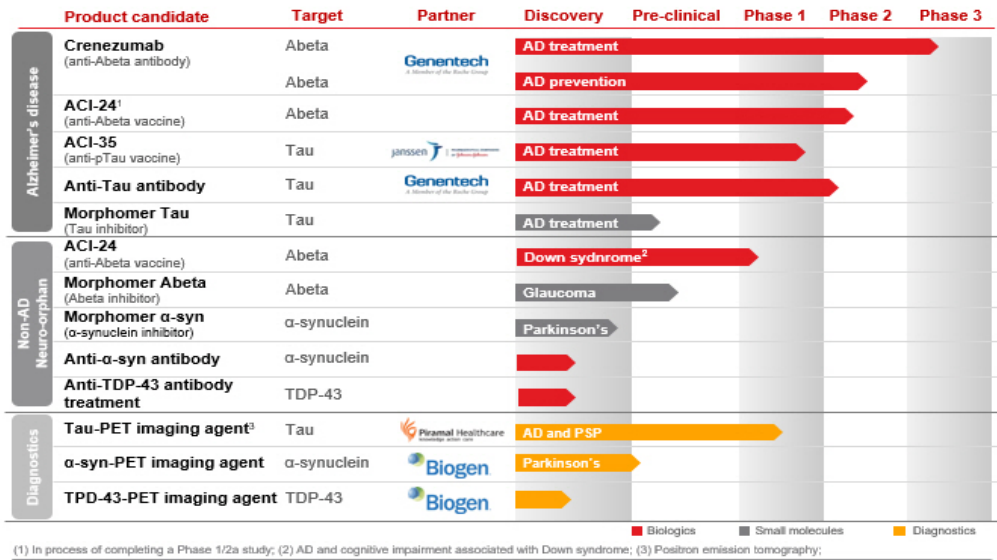 Product candidate Target Partner Discovery Pre-clinical Phase 1 Phase 2 Phase 3
Alzheimer's disease
Crenezumab Abeta AD treatment
(anti-Abeta antibody)
Genentech
A Member of the Roche Group
Abeta AD prevention
ACI-24¹ Abeta AD treatment
(anti-Abeta vaccine)
ACI-35 Tau janssen AD treatment
(anti-pTau vaccine)
Anti-Tau antibody Tau Genentech AD treatment
A Member of the Roche Group
Morphomer Tau Tau AD treatment
(Tau inhibitor)
Non-AD
Neuro-orphan
ACI-24 Abeta Down sydnrome²
(anti-Abeta vaccine)
Morphomer Abeta Abeta Glaucoma
(Abeta inhibitor)
Morphomer α-syn α-synuclein Parkinson's
(α-synuclein inhibitor)
Anti-α-syn antibody α-synuclein
Anti-TDP-43 antibody TDP-43
treatment
Diagnostics
Tau-PET imaging agent³ Tau Piramal Healthcare AD and PSP
knowledge action care
α-syn-PET imaging agent α-synuclein Biogen Parkinson's
TPD-43-PET imaging agent TDP-43 Biogen
Biologics Small molecules Diagnostics
(1) In process of completing a Phase 1/2a study; (2) AD and cognitive impairment associated with Down syndrome; (3) Positron emission tomography;